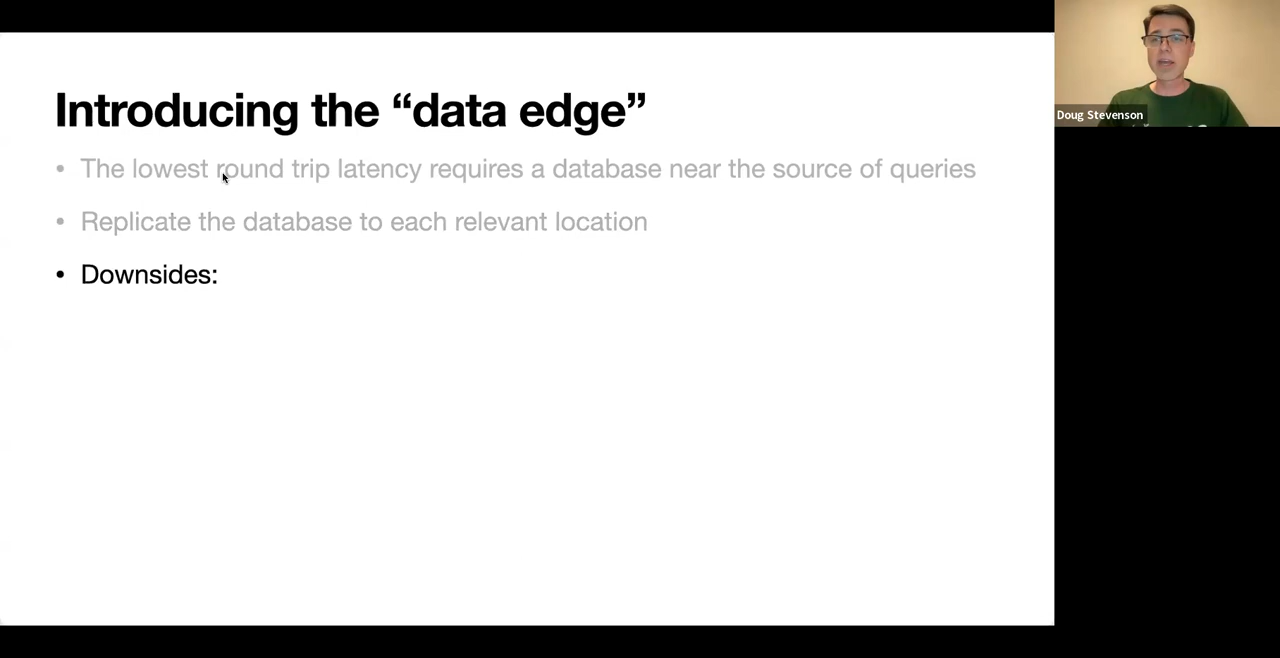 Introducing the “data edge”
• The lowest round trip latency requires a database near the source of queries
• Replicate the database to each relevant location
• Downsides:
Doug Stevenson